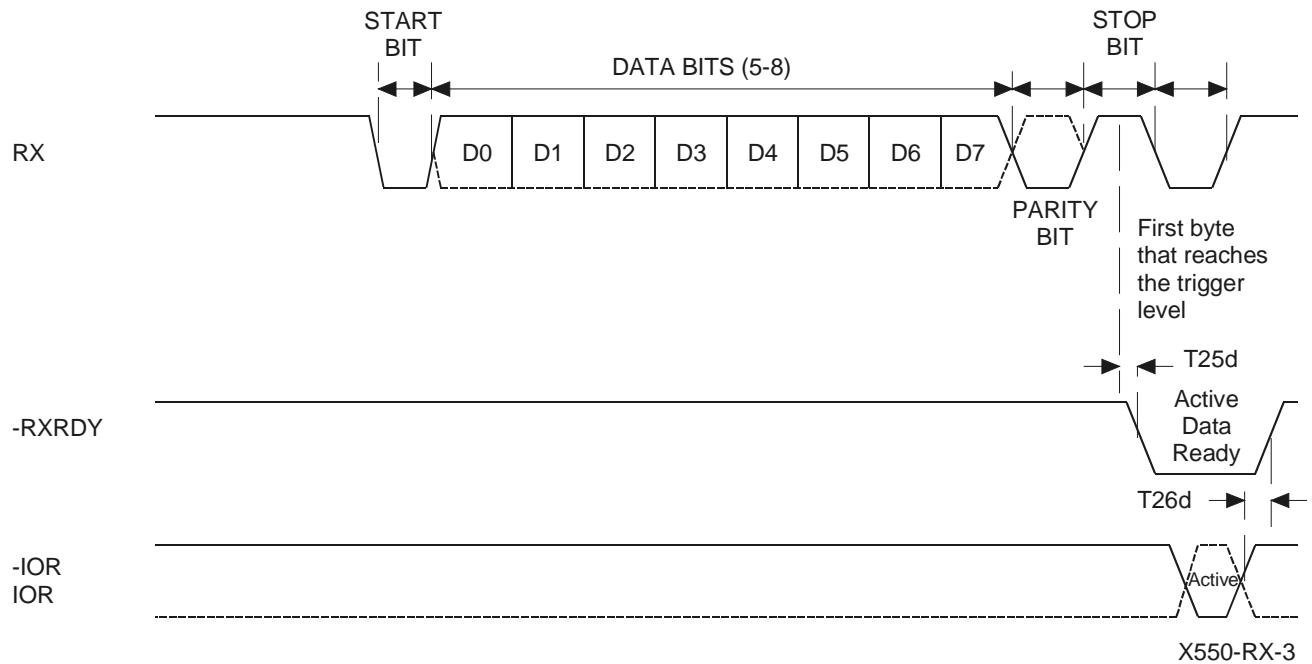 START
BIT
STOP
BIT
DATA BITS (5-8)
RX
D0 D1 D2 D3 D4 D5 D6 D7
PARITY
BIT
First byte
that reaches
the trigger
level
T25d
-RXRDY
Active
Data
Ready
T26d
-IOR
IOR
Active
X550-RX-3